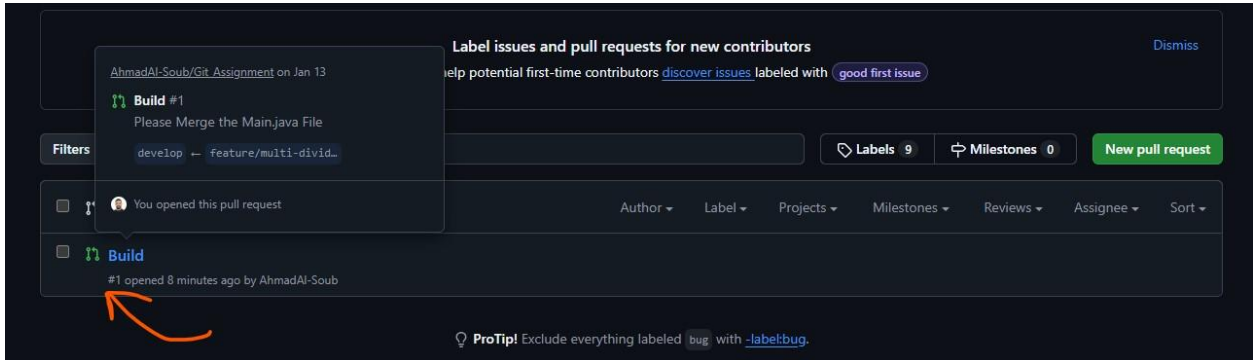 Label issues and pull requests for new contributors
Dismiss
elp potential first-time contributors discover issues labeled with good first issue
AhmadAl-Soub/Git_Assignment on Jan 13
Build #1
Please Merge the Main.java File
develop ← feature/multi-divid…
You opened this pull request
Filters
Labels 9
Milestones 0
New pull request
Author
Label
Projects
Milestones
Reviews
Assignee
Sort
Build
#1 opened 8 minutes ago by AhmadAl-Soub
ProTip! Exclude everything labeled bug with -label:bug.